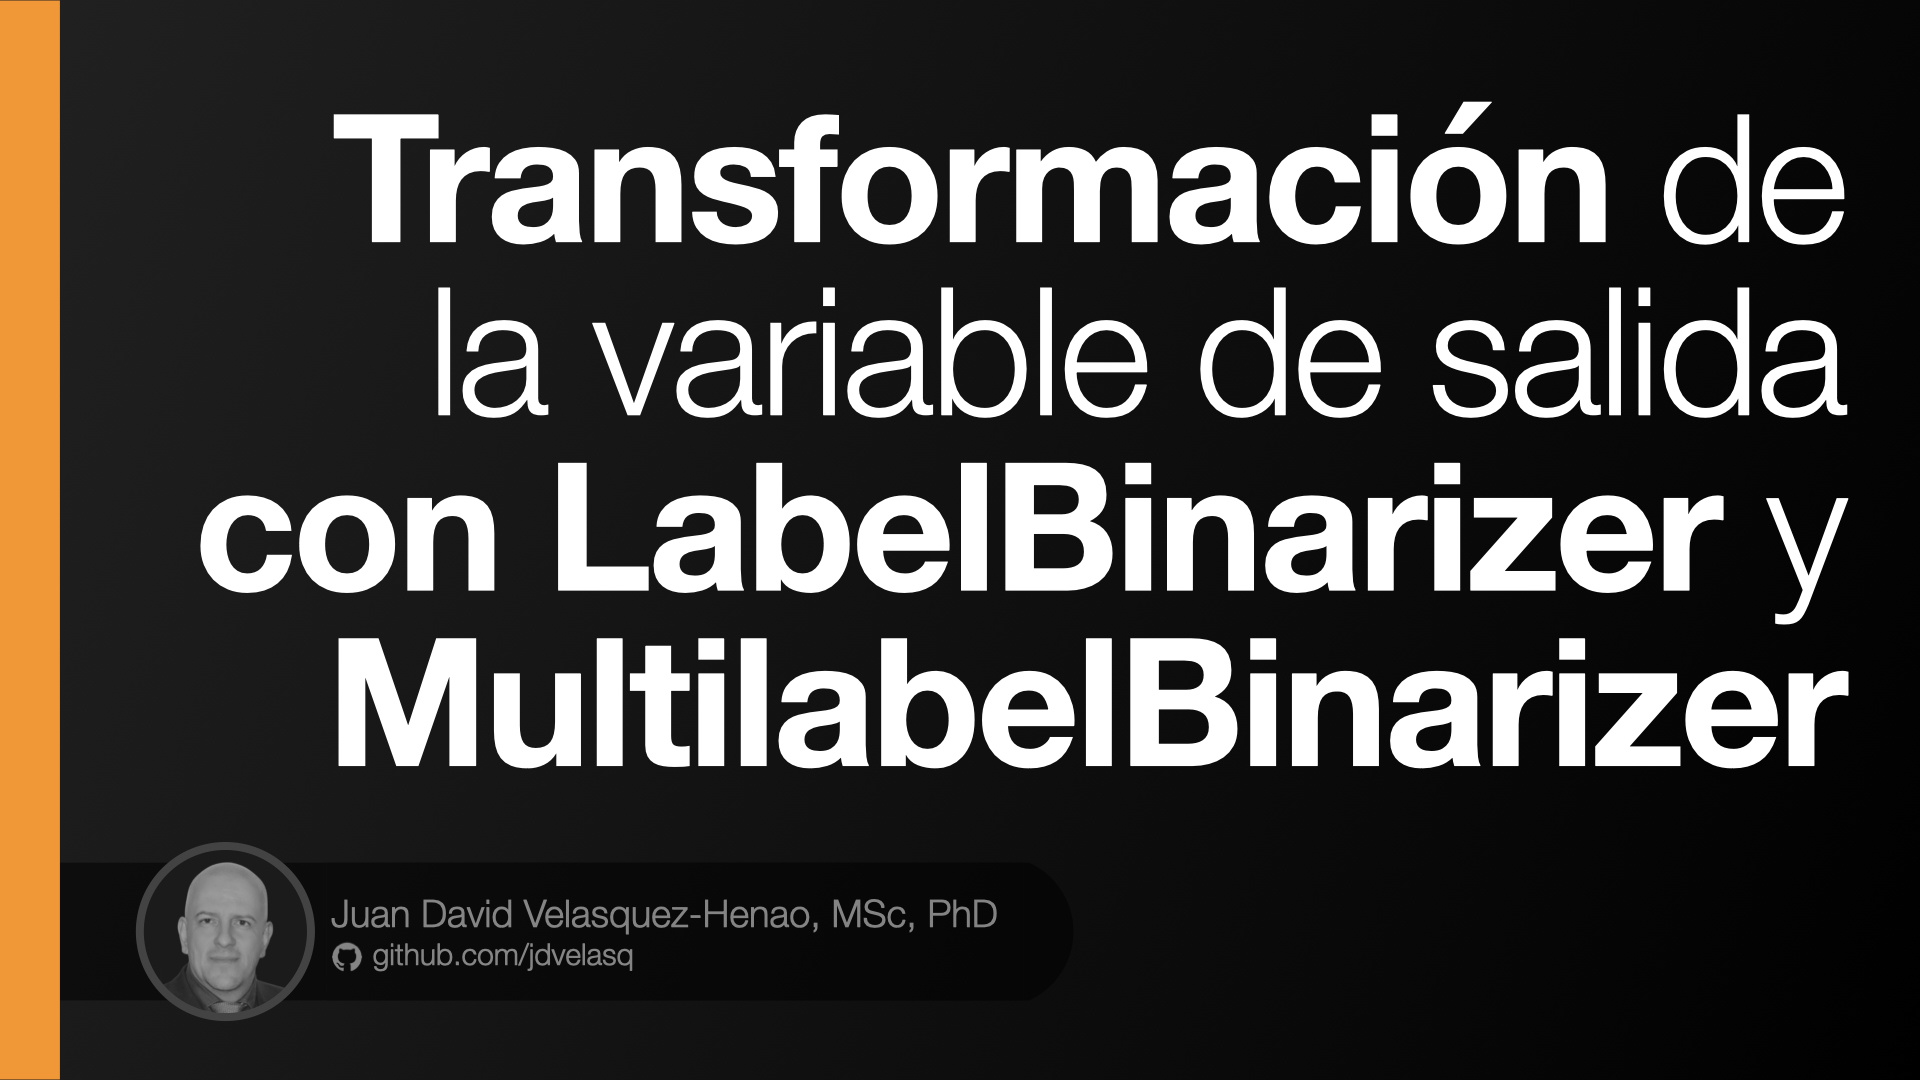 Transformación de
la variable de salida
con LabelBinarizer y
MultilabelBinarizer
Juan David Velasquez-Henao, MSc, PhD
github.com/jdvelasq